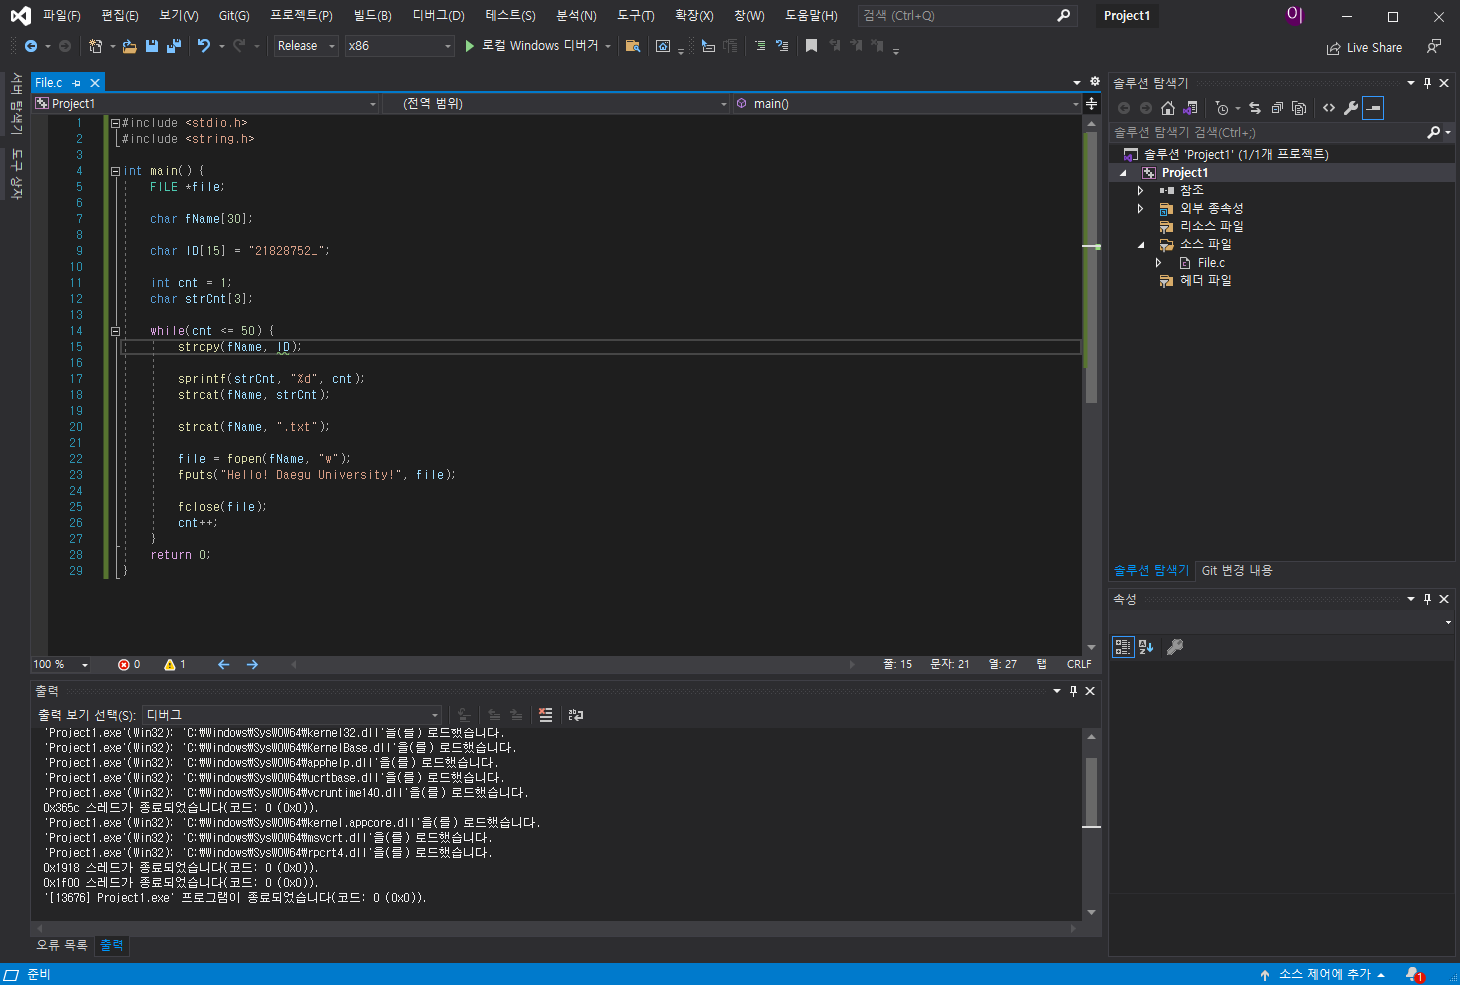 파일(F) 편집(E) 보기(V) Git(G) 프로젝트(P) 빌드(B) 디버그(D) 테스트(S) 분석(N) 도구(T) 확장(X) 창(W) 도움말(H) 검색 (Ctrl+Q) Project1 이
Release x86 로컬 Windows 디버거 Live Share
서버 탐색기
도구 상자
File.c
Project1 (전역 범위) main()
1 #include <stdio.h>
2 #include <string.h>
3
4 int main() {
5 FILE *file;
6
7 char fName[30];
8
9 char ID[15] = "21828752_";
10
11 int cnt = 1;
12 char strCnt[3];
13
14 while(cnt <= 50) {
15 strcpy(fName, ID);
16
17 sprintf(strCnt, "%d", cnt);
18 strcat(fName, strCnt);
19
20 strcat(fName, ".txt");
21
22 file = fopen(fName, "w");
23 fputs("Hello! Daegu University!", file);
24
25 fclose(file);
26 cnt++;
27 }
28 return 0;
29 }
100 % 0 1 줄: 15 문자: 21 열: 27 탭 CRLF
출력
출력 보기 선택(S): 디버그
'Project1.exe'(Win32): 'C:₩Windows₩SysWOW64₩kernel32.dll'을(를) 로드했습니다.
'Project1.exe'(Win32): 'C:₩Windows₩SysWOW64₩KernelBase.dll'을(를) 로드했습니다.
'Project1.exe'(Win32): 'C:₩Windows₩SysWOW64₩apphelp.dll'을(를) 로드했습니다.
'Project1.exe'(Win32): 'C:₩Windows₩SysWOW64₩ucrtbase.dll'을(를) 로드했습니다.
'Project1.exe'(Win32): 'C:₩Windows₩SysWOW64₩vcruntime140.dll'을(를) 로드했습니다.
0x365c 스레드가 종료되었습니다(코드: 0 (0x0)).
'Project1.exe'(Win32): 'C:₩Windows₩SysWOW64₩kernel.appcore.dll'을(를) 로드했습니다.
'Project1.exe'(Win32): 'C:₩Windows₩SysWOW64₩msvcrt.dll'을(를) 로드했습니다.
'Project1.exe'(Win32): 'C:₩Windows₩SysWOW64₩rpcrt4.dll'을(를) 로드했습니다.
0x1918 스레드가 종료되었습니다(코드: 0 (0x0)).
0x1f00 스레드가 종료되었습니다(코드: 0 (0x0)).
'[13676] Project1.exe' 프로그램이 종료되었습니다(코드: 0 (0x0)).
오류 목록 출력
솔루션 탐색기
솔루션 탐색기 검색(Ctrl+;)
솔루션 'Project1' (1/1개 프로젝트)
Project1
참조
외부 종속성
리소스 파일
소스 파일
File.c
헤더 파일
솔루션 탐색기 Git 변경 내용
속성
준비 소스 제어에 추가 1